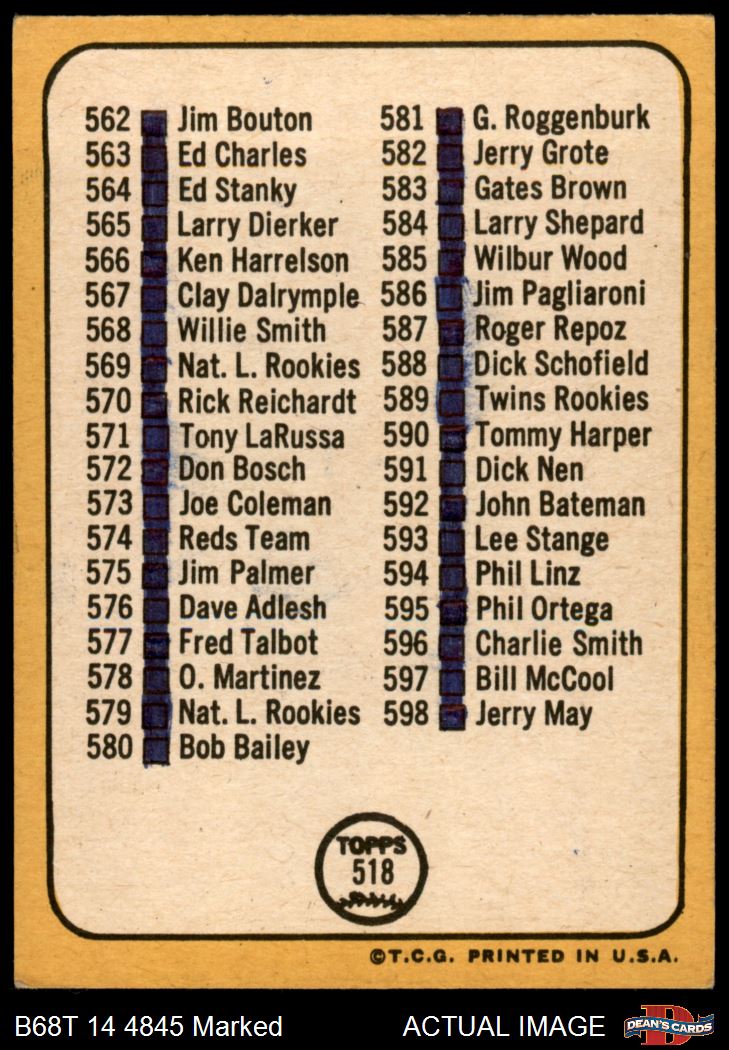 562 Jim Bouton
563 Ed Charles
564 Ed Stanky
565 Larry Dierker
566 Ken Harrelson
567 Clay Dalrymple
568 Willie Smith
569 Nat. L. Rookies
570 Rick Reichardt
571 Tony LaRussa
572 Don Bosch
573 Joe Coleman
574 Reds Team
575 Jim Palmer
576 Dave Adlesh
577 Fred Talbot
578 O. Martinez
579 Nat. L. Rookies
580 Bob Bailey
581 G. Roggenburk
582 Jerry Grote
583 Gates Brown
584 Larry Shepard
585 Wilbur Wood
586 Jim Pagliaroni
587 Roger Repoz
588 Dick Schofield
589 Twins Rookies
590 Tommy Harper
591 Dick Nen
592 John Bateman
593 Lee Stange
594 Phil Linz
595 Phil Ortega
596 Charlie Smith
597 Bill McCool
598 Jerry May
TOPPS
518
©T.C.G. PRINTED IN U.S.A.
B68T 14 4845 Marked
ACTUAL IMAGE
D
DEAN'S CARDS